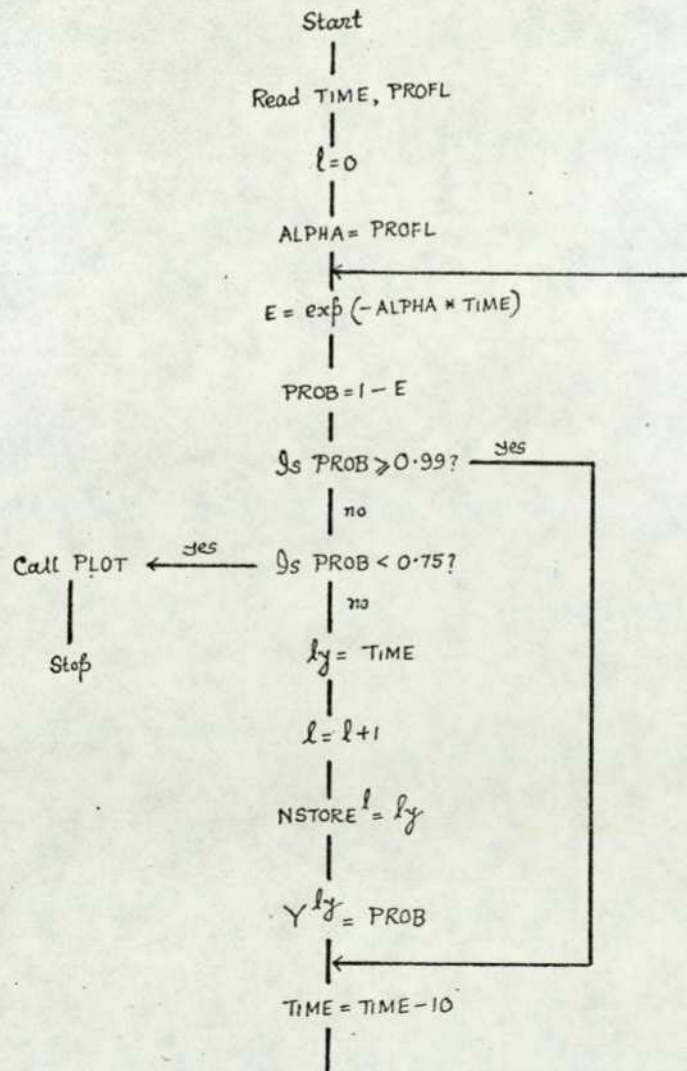 Start
Read TIME, PROFL
l=0
ALPHA = PROFL
E = exp (-ALPHA * TIME)
PROB = 1 - E
Is PROB ⩾ 0.99? yes
no
Call PLOT yes Is PROB < 0.75?
no
Stop
ly = TIME
l = l+1
NSTORE^l = ly
Y^ly = PROB
TIME = TIME-10